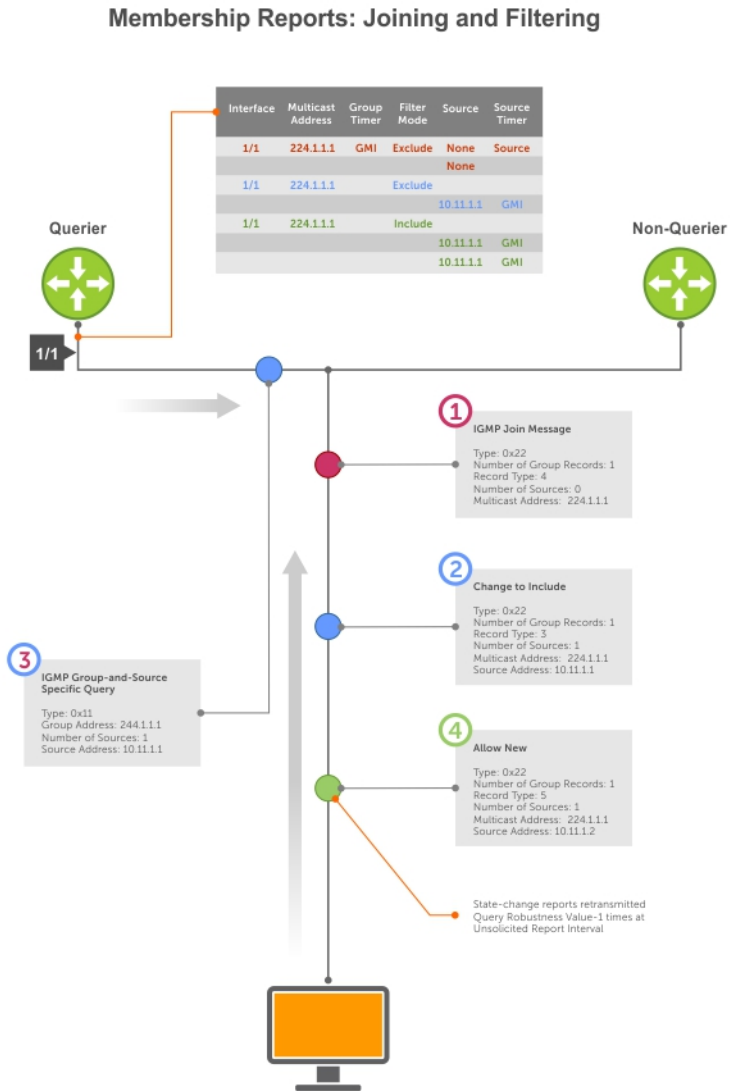 Membership Reports: Joining and Filtering
Interface Multicast Address Group Timer Filter Mode Source Source Timer
1/1 224.1.1.1 GMI Exclude None Source
None
1/1 224.1.1.1 Exclude
10.11.1.1 GMI
1/1 224.1.1.1 Include
10.11.1.1 GMI
10.11.1.1 GMI
Querier
Non-Querier
1/1
1
IGMP Join Message
Type: 0x22
Number of Group Records: 1
Record Type: 4
Number of Sources: 0
Multicast Address: 224.1.1.1
2
Change to Include
Type: 0x22
Number of Group Records: 1
Record Type: 3
Number of Sources: 1
Multicast Address: 224.1.1.1
Source Address: 10.11.1.1
3
IGMP Group-and-Source
Specific Query
Type: 0x11
Group Address: 244.1.1.1
Number of Sources: 1
Source Address: 10.11.1.1
4
Allow New
Type: 0x22
Number of Group Records: 1
Record Type: 5
Number of Sources: 1
Multicast Address: 224.1.1.1
Source Address: 10.11.1.2
State-change reports retransmitted
Query Robustness Value-1 times at
Unsolicited Report Interval